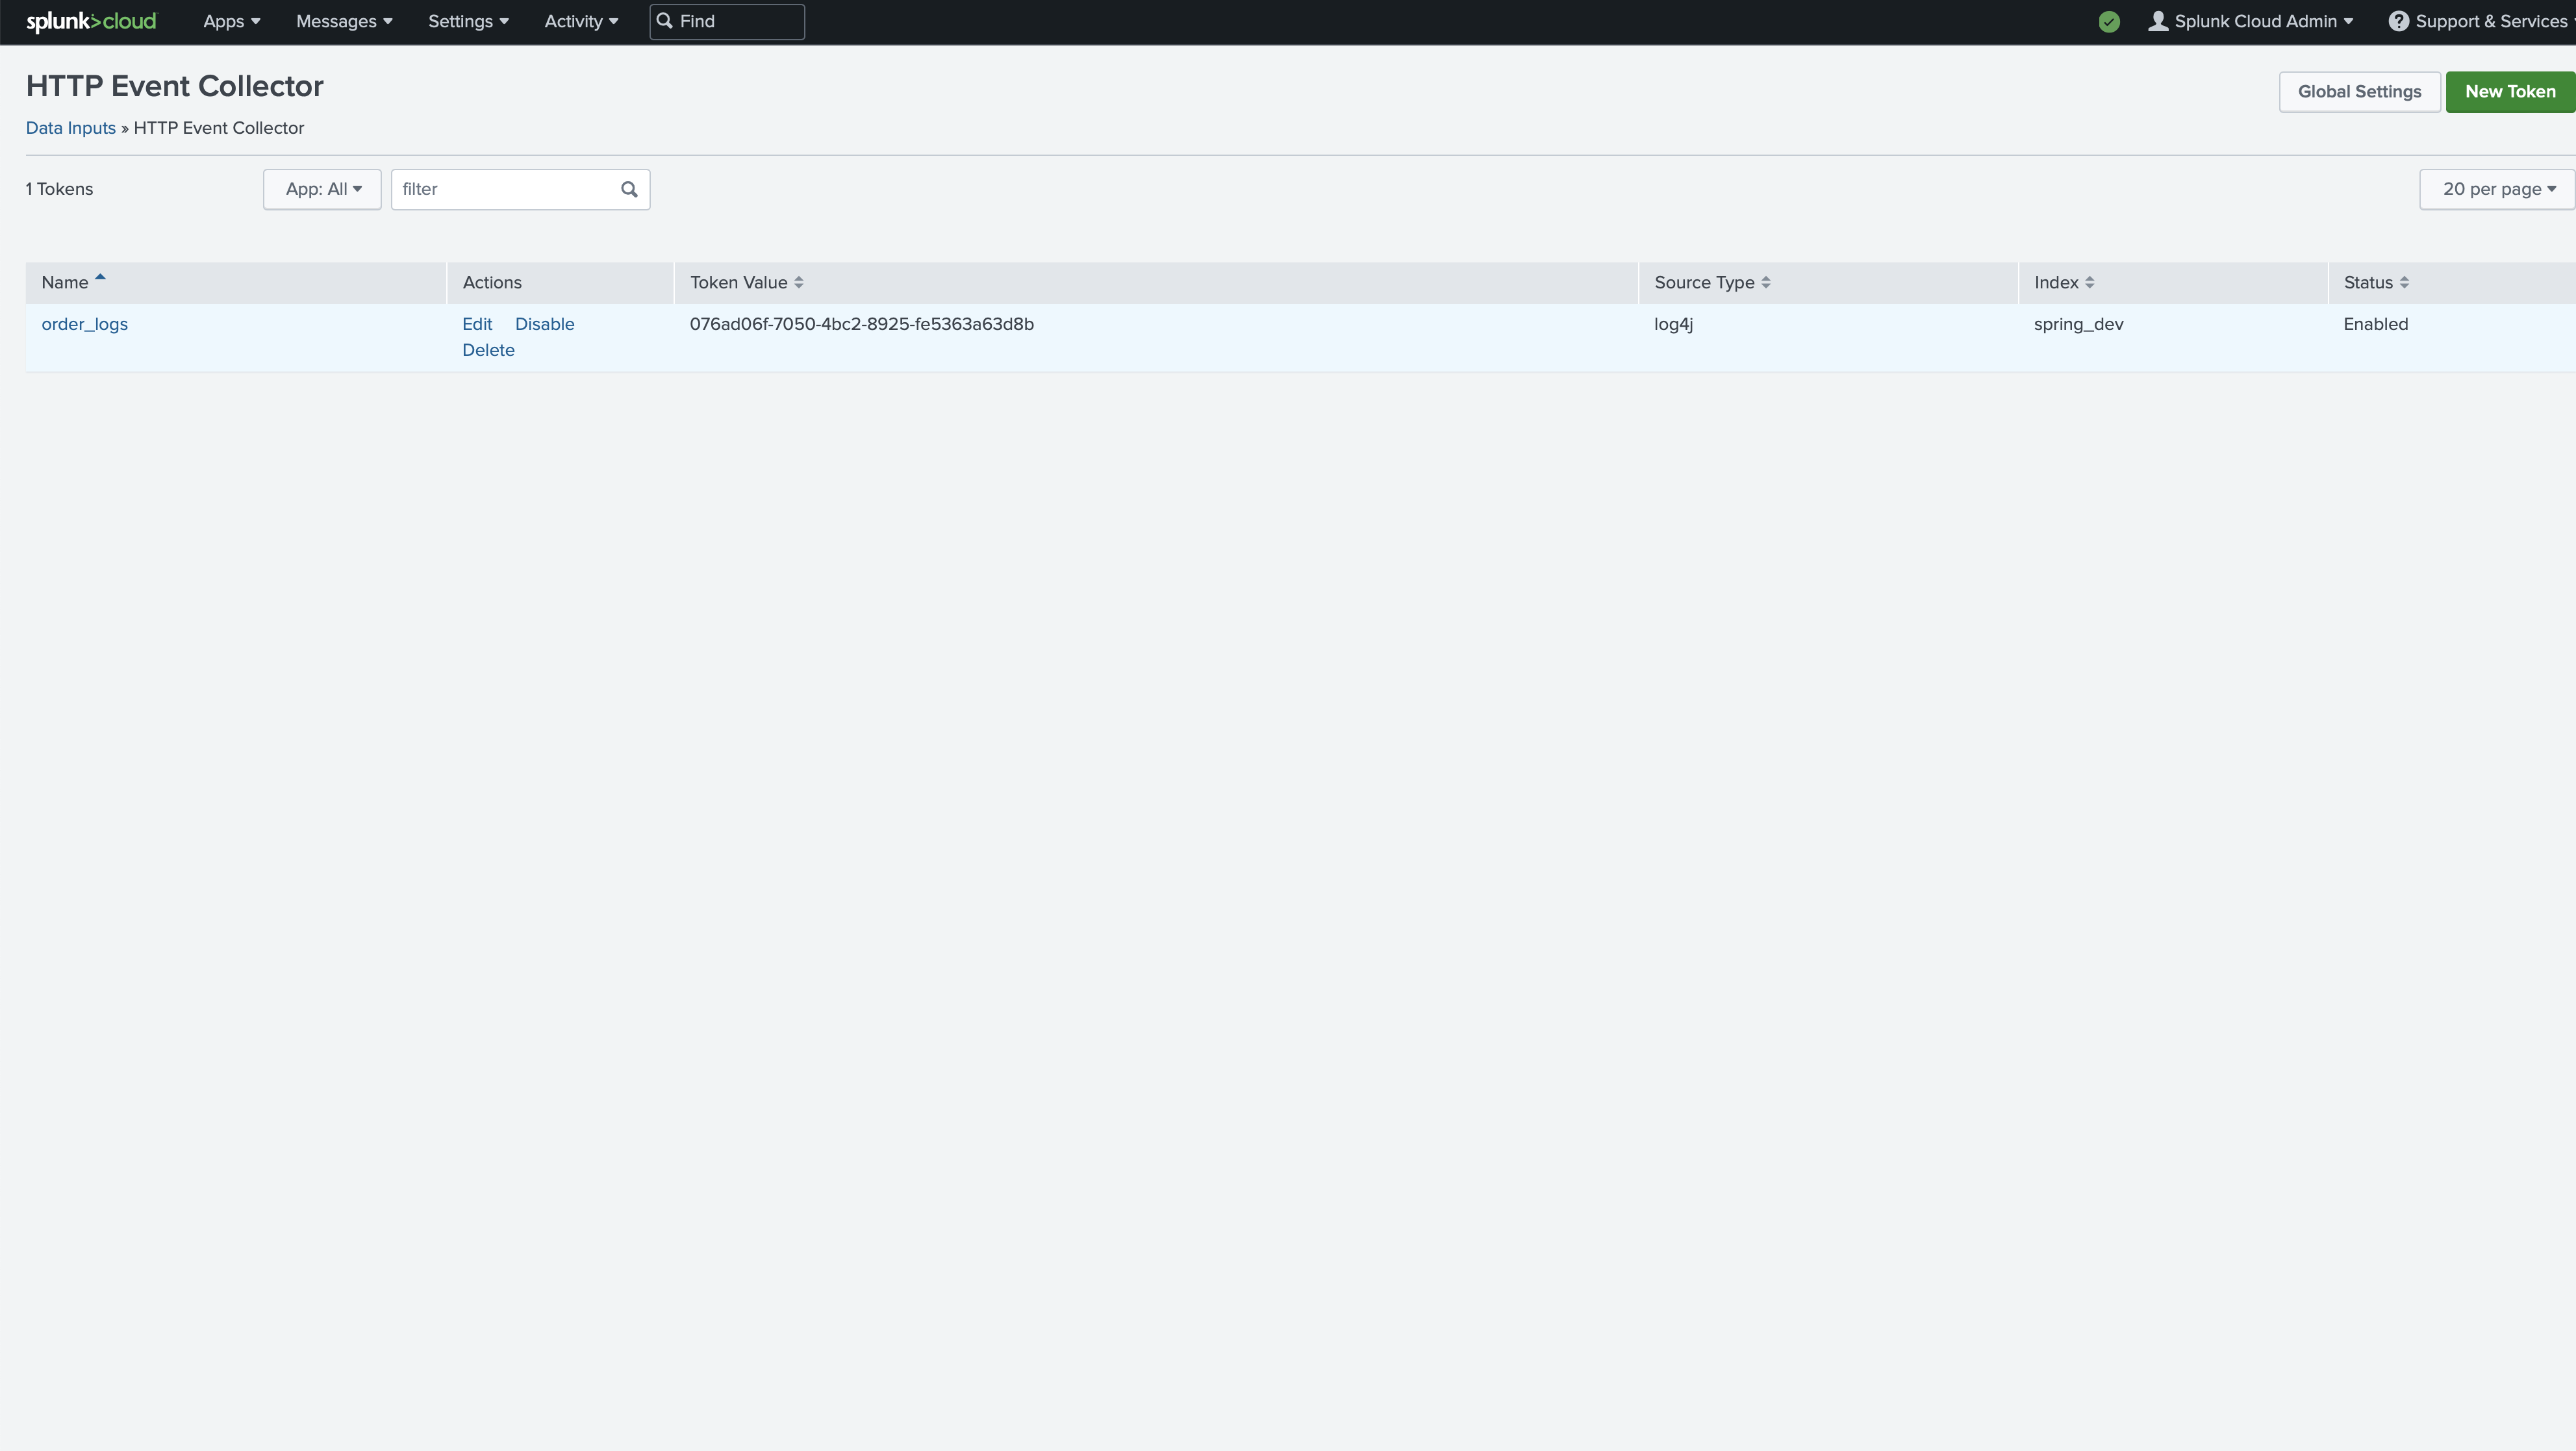 splunk>cloud Apps Messages Settings Activity Find Splunk Cloud Admin Support & Services
HTTP Event Collector
Global Settings New Token
Data Inputs » HTTP Event Collector
1 Tokens App: All filter 20 per page
Name Actions Token Value Source Type Index Status
order_logs Edit Disable 076ad06f-7050-4bc2-8925-fe5363a63d8b log4j spring_dev Enabled
Delete